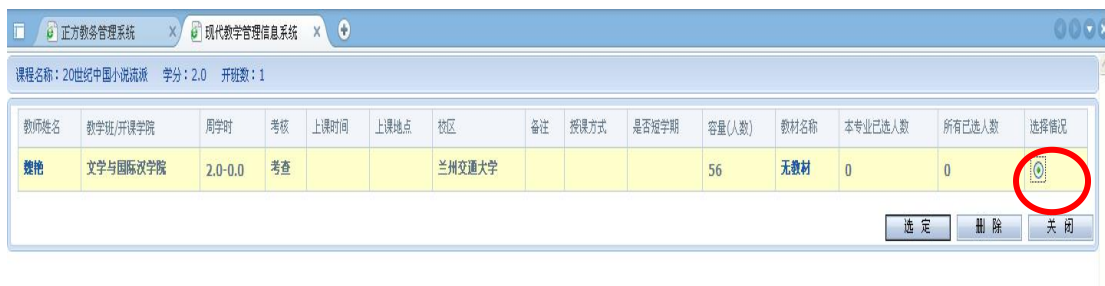 正方教务管理系统 现代教学管理信息系统
课程名称：20世纪中国小说流派 学分：2.0 开班数：1
教师姓名 教学班/开课学院 周学时 考核 上课时间 上课地点 校区 备注 授课方式 是否短学期 容量(人数) 教材名称 本专业已选人数 所有已选人数 选择情况
魏艳 文学与国际汉学院 2.0-0.0 考查 兰州交通大学 56 无教材 0 0
选 定 删 除 关 闭